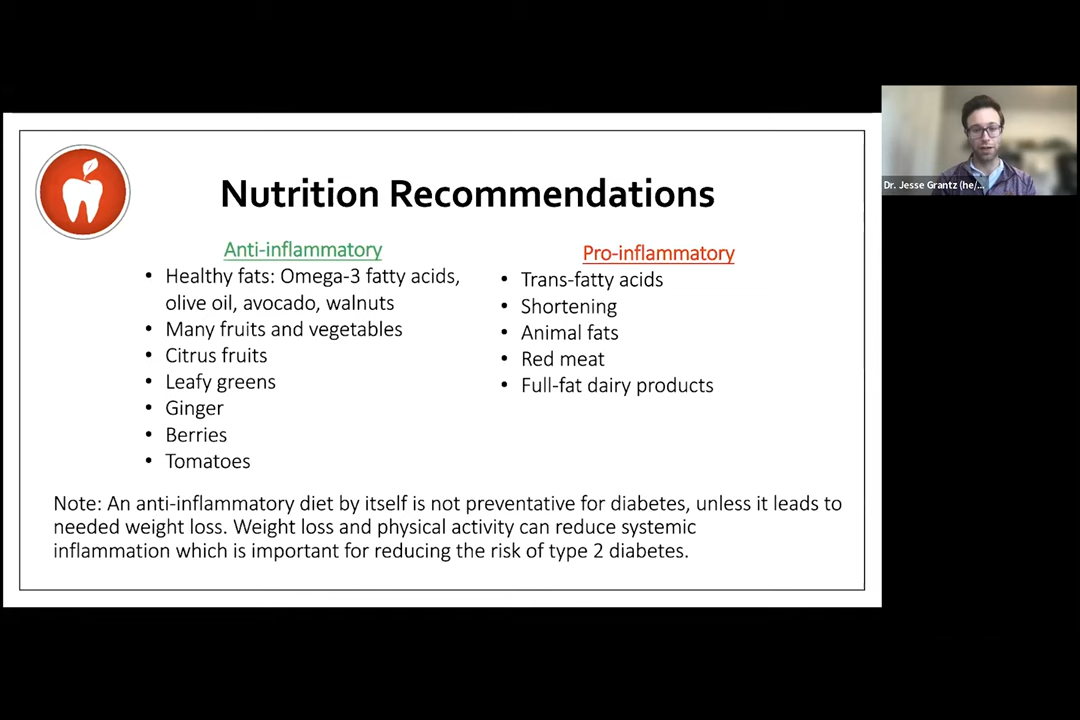 Nutrition Recommendations
Anti-inflammatory
• Healthy fats: Omega-3 fatty acids,
olive oil, avocado, walnuts
• Many fruits and vegetables
• Citrus fruits
• Leafy greens
• Ginger
• Berries
• Tomatoes
Pro-inflammatory
• Trans-fatty acids
• Shortening
• Animal fats
• Red meat
• Full-fat dairy products
Note: An anti-inflammatory diet by itself is not preventative for diabetes, unless it leads to
needed weight loss. Weight loss and physical activity can reduce systemic
inflammation which is important for reducing the risk of type 2 diabetes.
Dr. Jesse Grantz (he/...